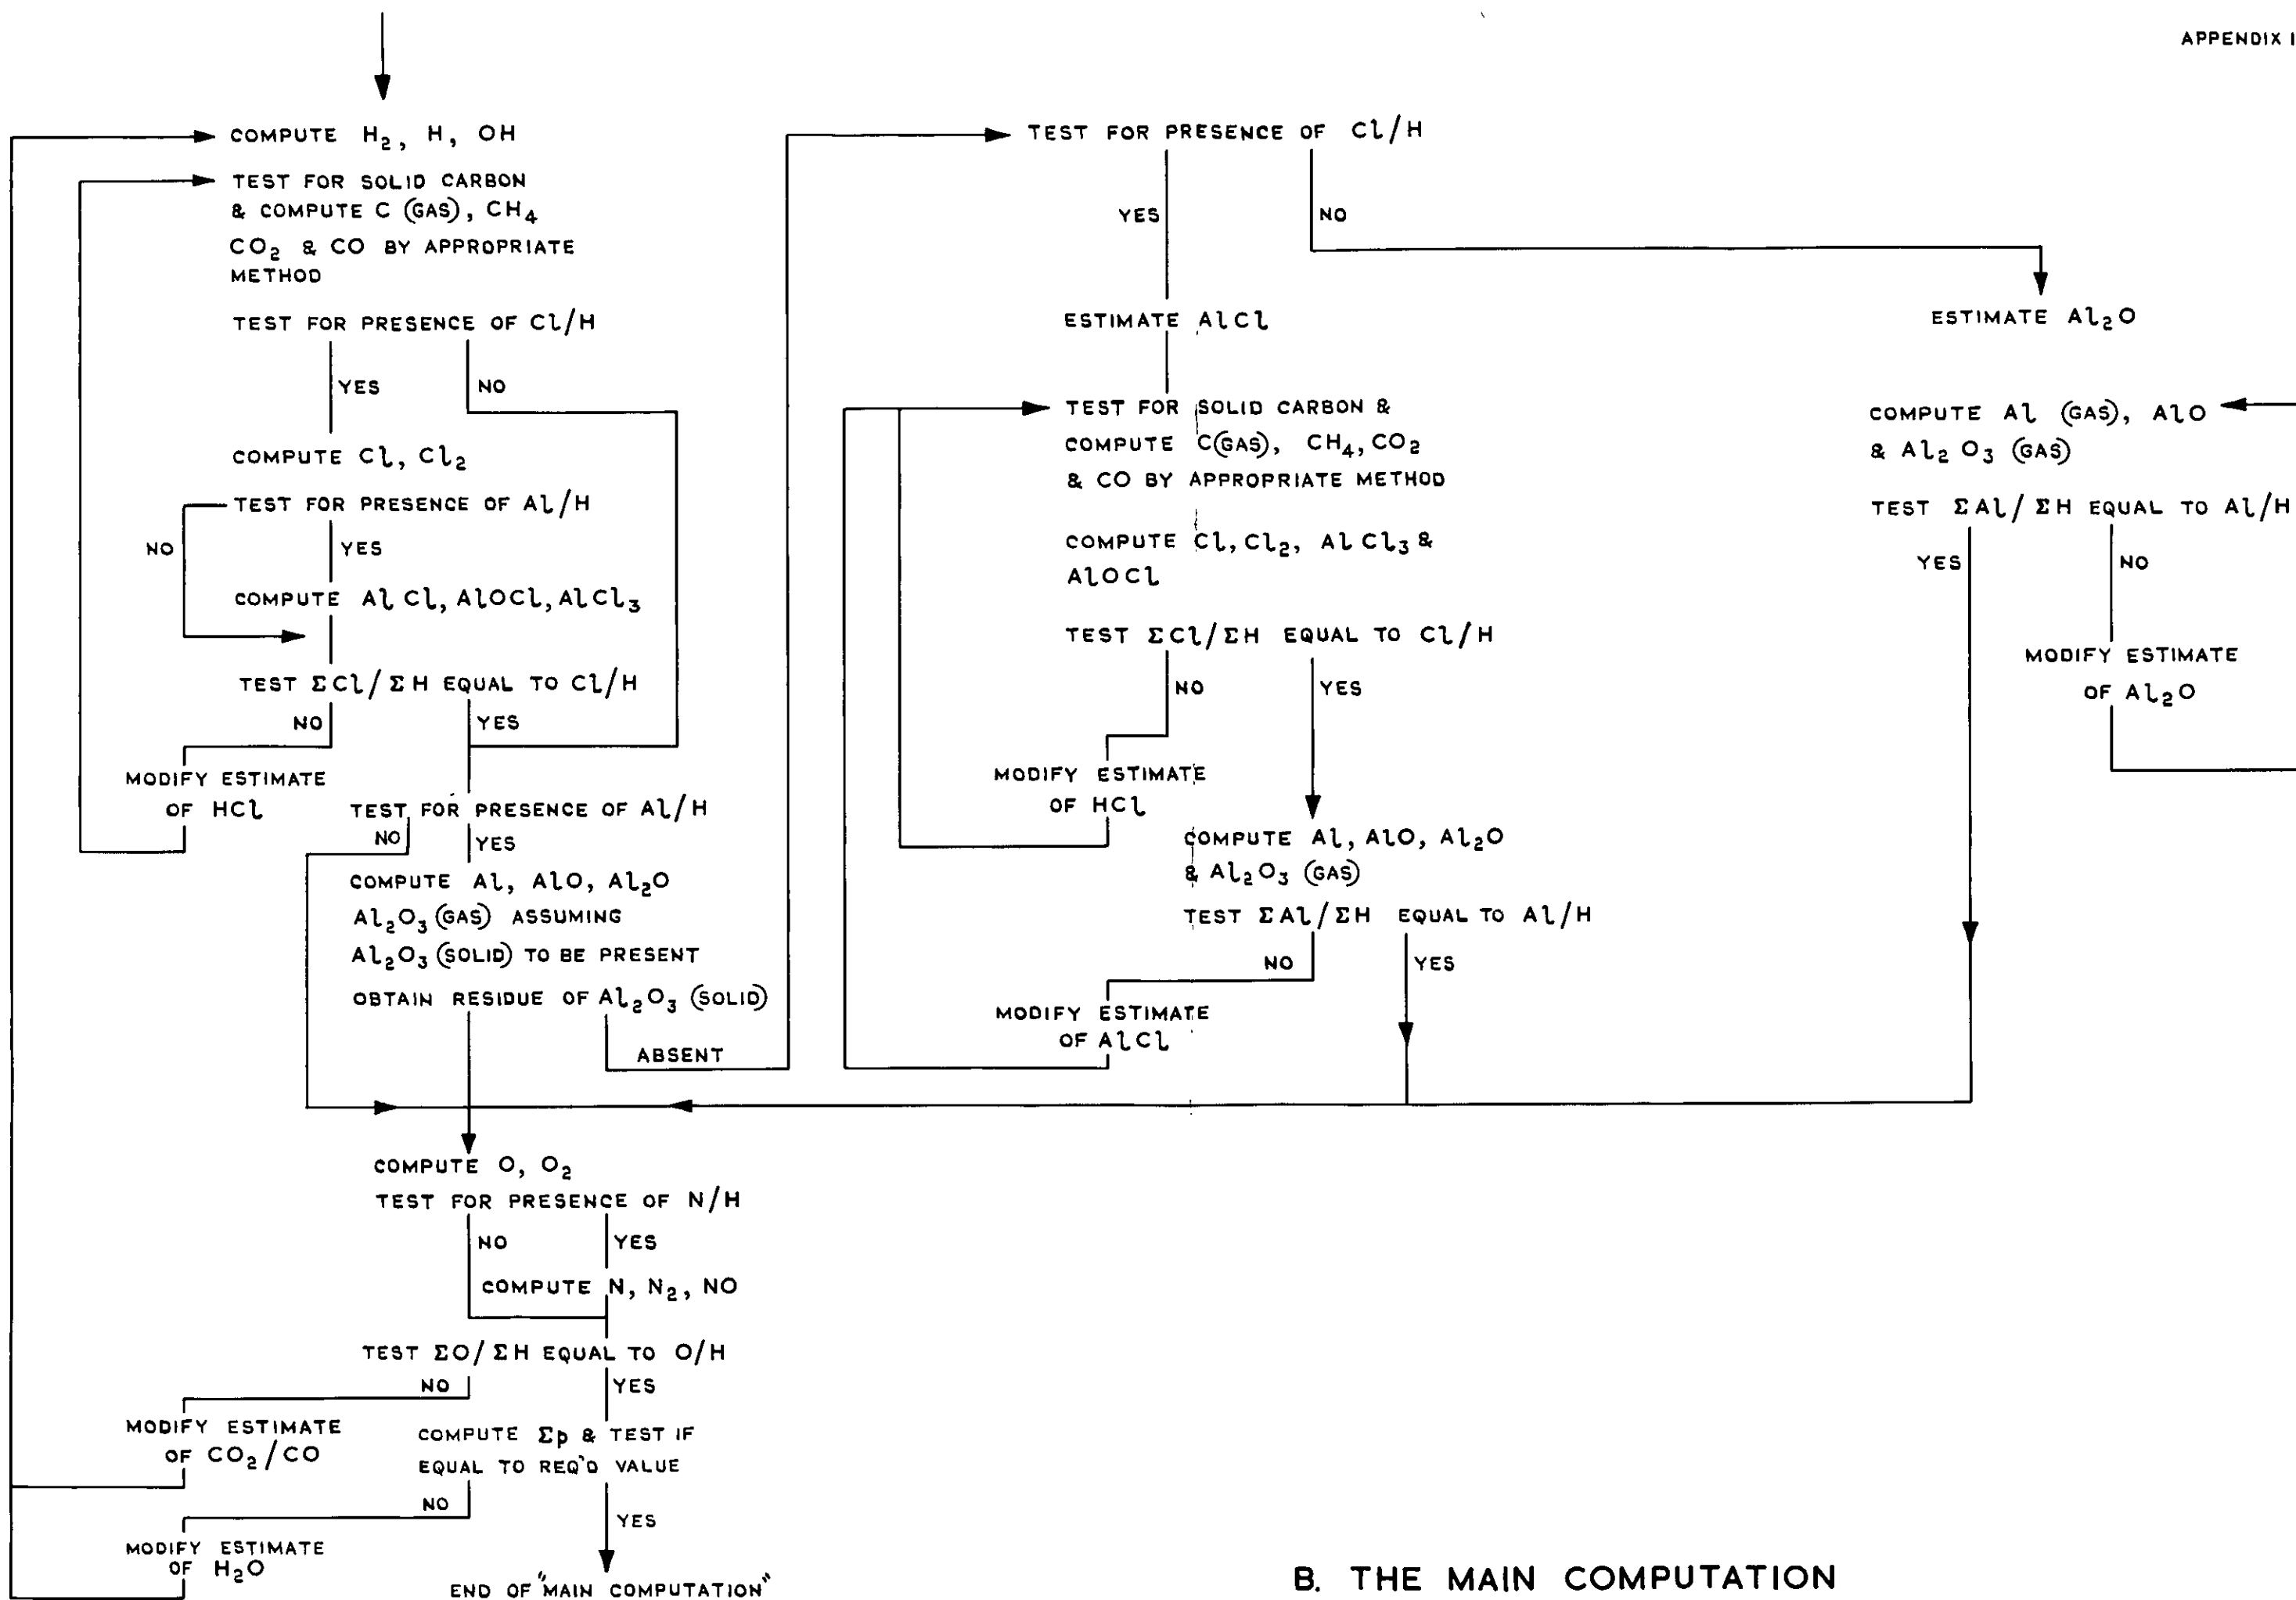 APPENDIX I
COMPUTE H₂, H, OH
TEST FOR SOLID CARBON
& COMPUTE C (GAS), CH₄
CO₂ & CO BY APPROPRIATE
METHOD
TEST FOR PRESENCE OF Cl/H
YES
NO
COMPUTE Cl, Cl₂
TEST FOR PRESENCE OF Al/H
NO
YES
COMPUTE AlCl, AlOCl, AlCl₃
TEST ΣCl/ΣH EQUAL TO Cl/H
NO
YES
MODIFY ESTIMATE
OF HCl
TEST FOR PRESENCE OF Al/H
NO
YES
COMPUTE Al, AlO, Al₂O
Al₂O₃ (GAS) ASSUMING
Al₂O₃ (SOLID) TO BE PRESENT
OBTAIN RESIDUE OF Al₂O₃ (SOLID)
ABSENT
COMPUTE O, O₂
TEST FOR PRESENCE OF N/H
NO
YES
COMPUTE N, N₂, NO
TEST ΣO/ΣH EQUAL TO O/H
NO
YES
MODIFY ESTIMATE
OF CO₂/CO
COMPUTE Σp & TEST IF
EQUAL TO REQ'D VALUE
NO
YES
MODIFY ESTIMATE
OF H₂O
END OF "MAIN COMPUTATION"
TEST FOR PRESENCE OF Cl/H
YES
NO
ESTIMATE AlCl
TEST FOR SOLID CARBON &
COMPUTE C(GAS), CH₄, CO₂
& CO BY APPROPRIATE METHOD
COMPUTE Cl, Cl₂, AlCl₃ &
AlOCl
TEST ΣCl/ΣH EQUAL TO Cl/H
NO
YES
MODIFY ESTIMATE
OF HCl
COMPUTE Al, AlO, Al₂O
& Al₂O₃ (GAS)
TEST ΣAl/ΣH EQUAL TO Al/H
NO
YES
MODIFY ESTIMATE
OF AlCl
ESTIMATE Al₂O
COMPUTE Al (GAS), AlO
& Al₂O₃ (GAS)
TEST ΣAl/ΣH EQUAL TO Al/H
YES
NO
MODIFY ESTIMATE
OF Al₂O
B. THE MAIN COMPUTATION